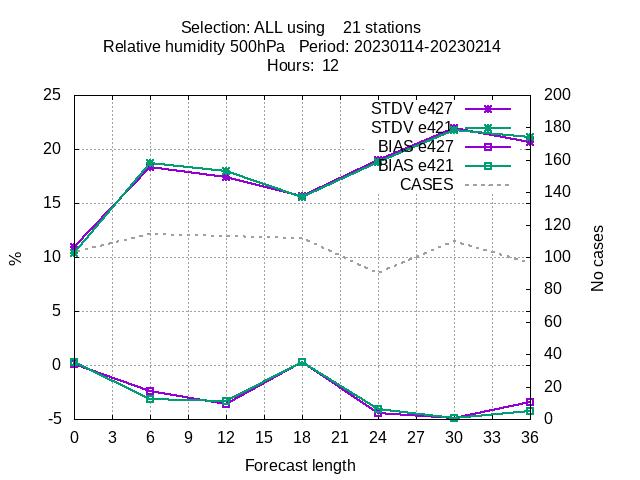 Selection: ALL using    21 stations
Relative humidity 500hPa   Period: 20230114-20230214
Hours:  12
25
20
15
10
5
0
-5
%
200
180
160
140
120
100
80
60
40
20
0
No cases
STDV e427
STDV e421
BIAS e427
BIAS e421
CASES
0 3 6 9 12 15 18 21 24 27 30 33 36
Forecast length